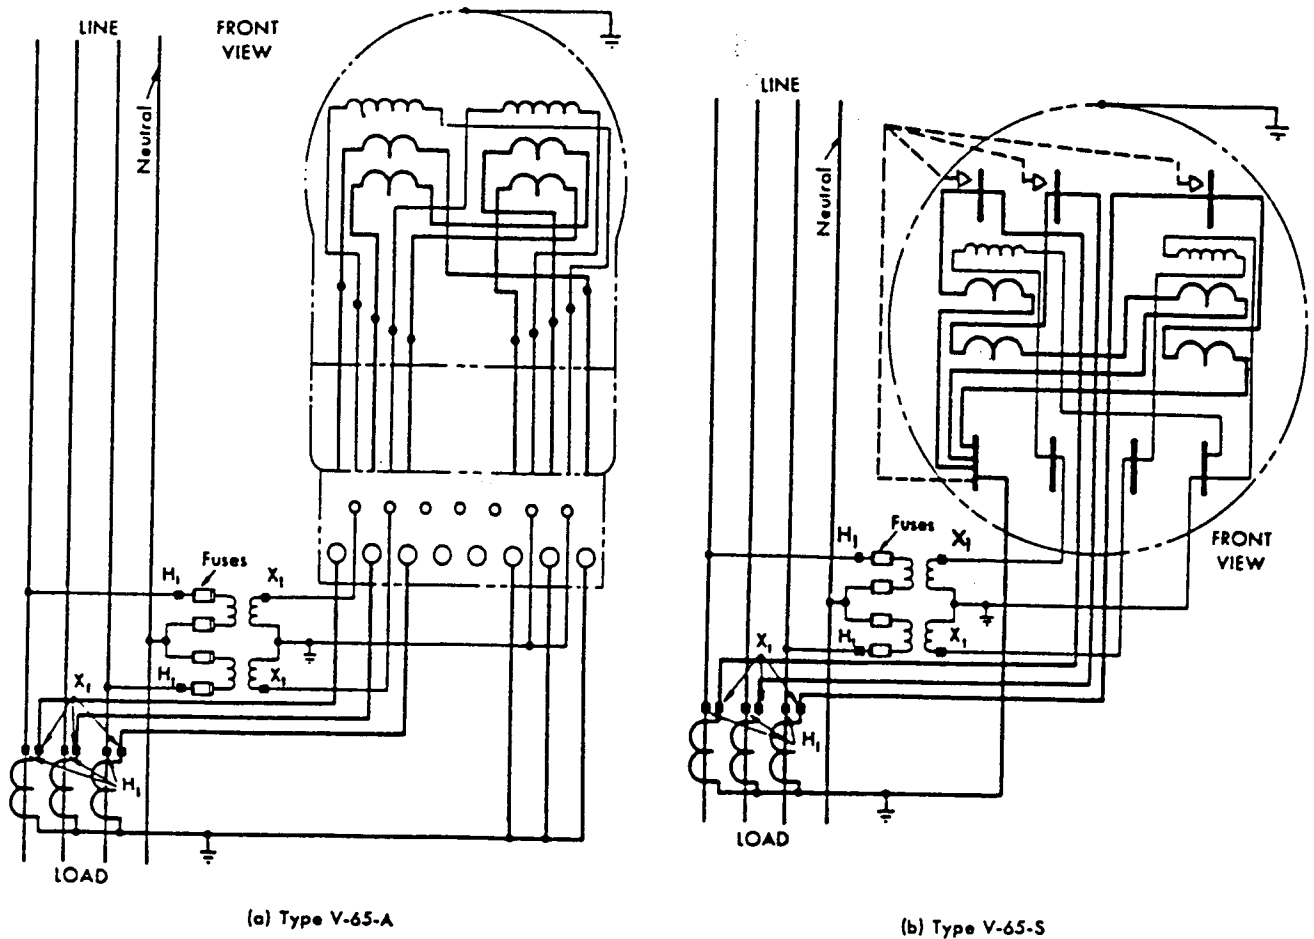 LINE
FRONT
VIEW
Neutral
Fuses
H1
X1
H1
X1
X1
H1
LOAD
(a) Type V-65-A
LINE
Neutral
Fuses
H1
X1
FRONT
VIEW
H1
X1
X1
H1
LOAD
(b) Type V-65-S